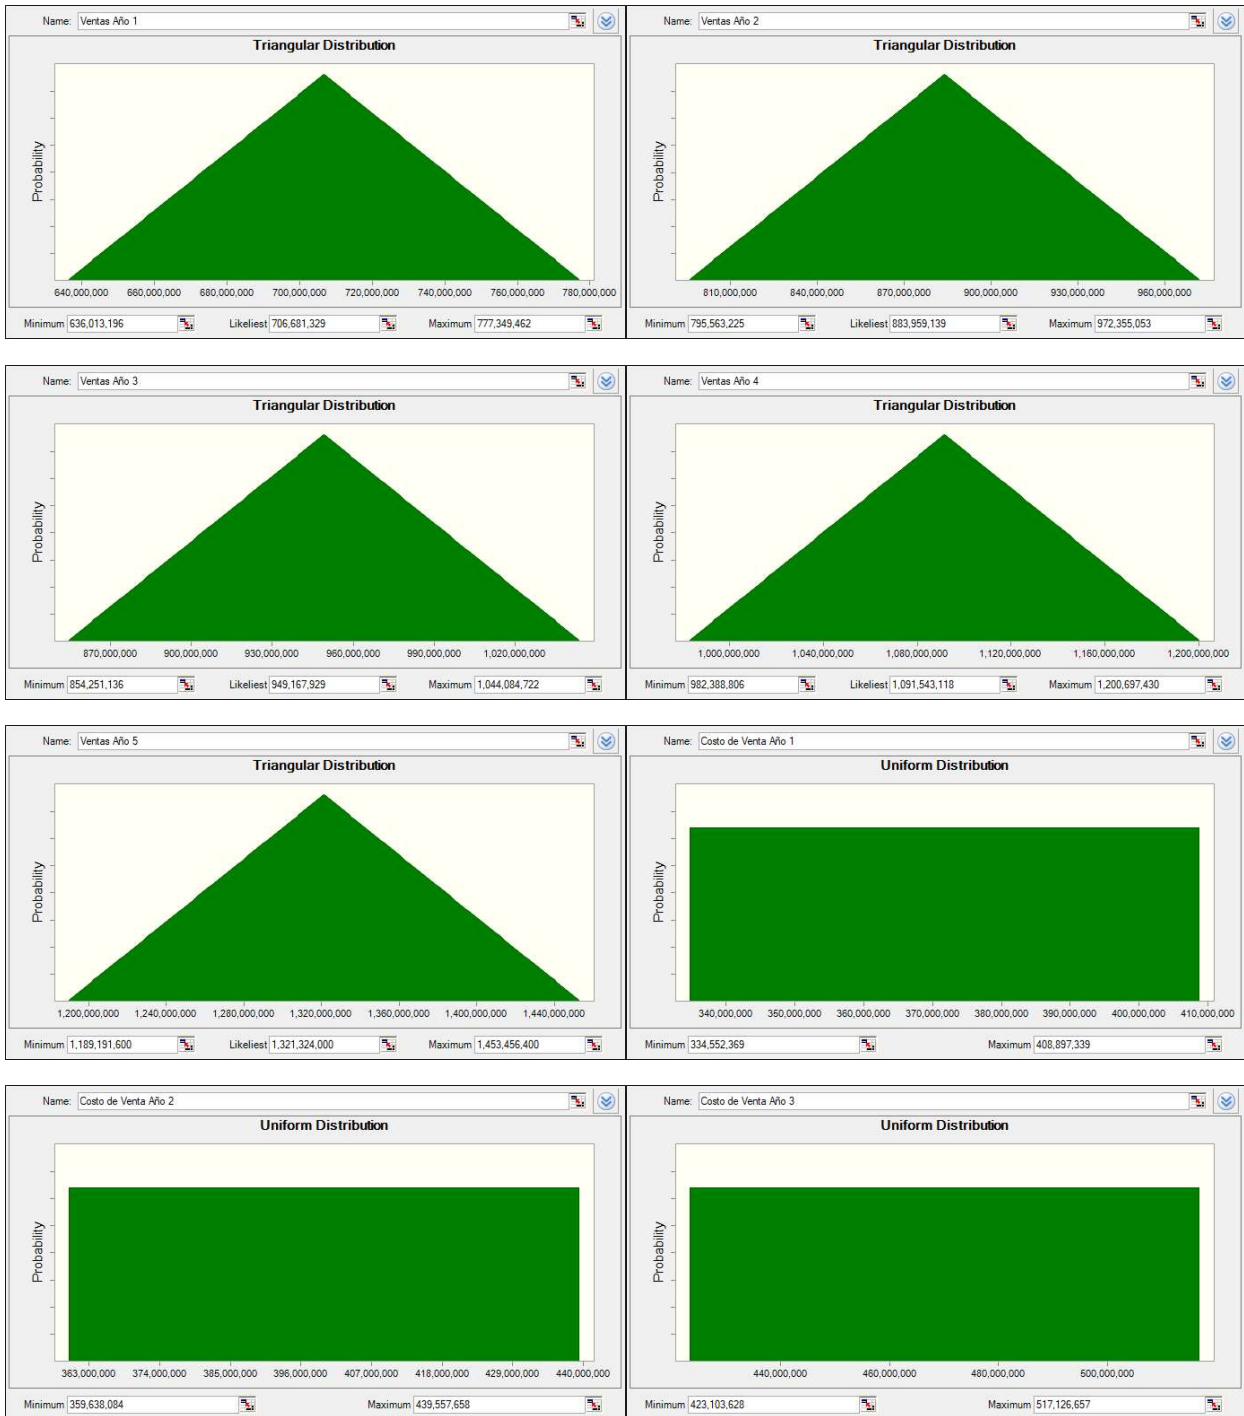 Name: Ventas Año 1
Triangular Distribution
Probability
640,000,000 660,000,000 680,000,000 700,000,000 720,000,000 740,000,000 760,000,000 780,000,000
Minimum 636,013,196 Likeliest 706,681,329 Maximum 777,349,462
Name: Ventas Año 2
Triangular Distribution
Probability
810,000,000 840,000,000 870,000,000 900,000,000 930,000,000 960,000,000
Minimum 795,563,225 Likeliest 883,959,139 Maximum 972,355,053
Name: Ventas Año 3
Triangular Distribution
Probability
870,000,000 900,000,000 930,000,000 960,000,000 990,000,000 1,020,000,000
Minimum 854,251,136 Likeliest 949,167,929 Maximum 1,044,084,722
Name: Ventas Año 4
Triangular Distribution
Probability
1,000,000,000 1,040,000,000 1,080,000,000 1,120,000,000 1,160,000,000 1,200,000,000
Minimum 982,388,806 Likeliest 1,091,543,118 Maximum 1,200,697,430
Name: Ventas Año 5
Triangular Distribution
Probability
1,200,000,000 1,240,000,000 1,280,000,000 1,320,000,000 1,360,000,000 1,400,000,000 1,440,000,000
Minimum 1,189,191,600 Likeliest 1,321,324,000 Maximum 1,453,456,400
Name: Costo de Venta Año 1
Uniform Distribution
Probability
340,000,000 350,000,000 360,000,000 370,000,000 380,000,000 390,000,000 400,000,000 410,000,000
Minimum 334,552,369 Maximum 408,897,339
Name: Costo de Venta Año 2
Uniform Distribution
Probability
363,000,000 374,000,000 385,000,000 396,000,000 407,000,000 418,000,000 429,000,000 440,000,000
Minimum 359,638,084 Maximum 439,557,658
Name: Costo de Venta Año 3
Uniform Distribution
Probability
440,000,000 460,000,000 480,000,000 500,000,000
Minimum 423,103,628 Maximum 517,126,657